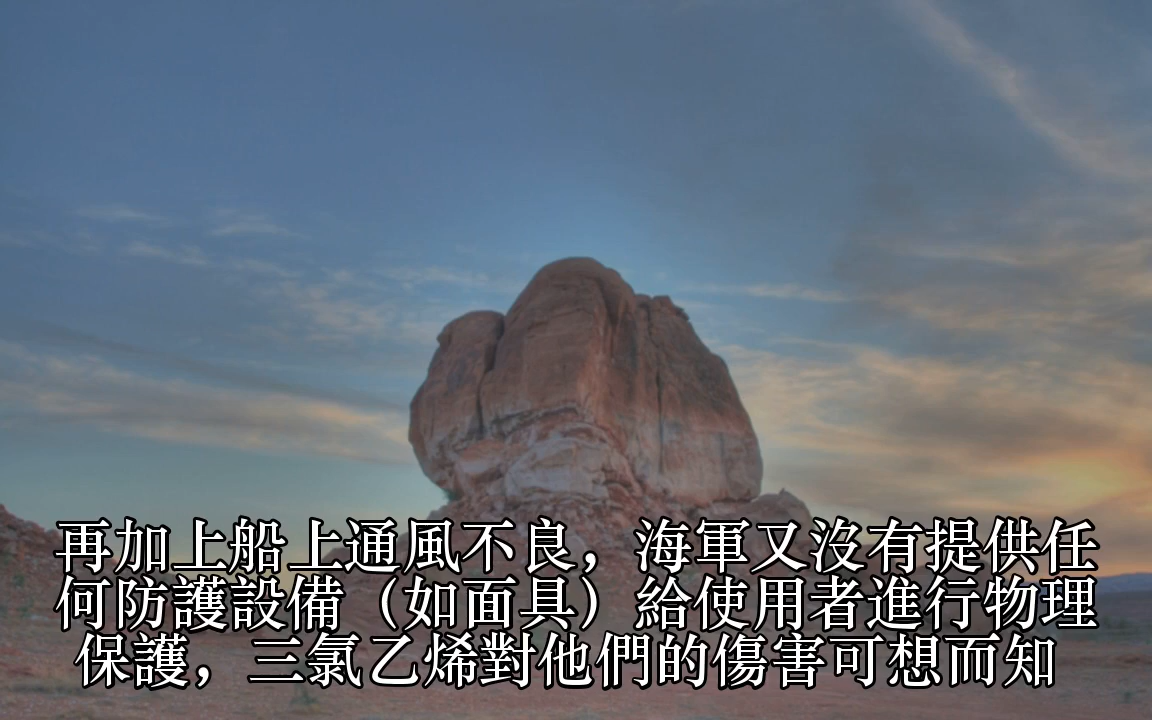 再加上船上通風不良，海軍又沒有提供任
何防護設備（如面具）給使用者進行物理
保護，三氯乙烯對他們的傷害可想而知